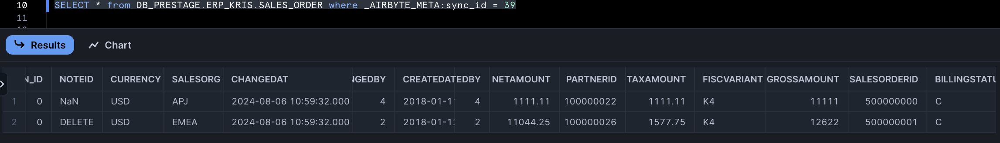 10 SELECT * from DB_PRESTAGE.ERP_KRIS.SALES_ORDER where _AIRBYTE_META:sync_id = 39
11
Results Chart
N_ID NOTEID CURRENCY SALESORG CHANGEDAT NGEDBY CREATEDAT EDBY NETAMOUNT PARTNERID TAXAMOUNT FISCVARIANT GROSSAMOUNT SALESORDERID BILLINGSTATU
1 0 NaN USD APJ 2024-08-06 10:59:32.000 4 2018-01-1 4 1111.11 100000022 1111.11 K4 11111 500000000 C
2 0 DELETE USD EMEA 2024-08-06 10:59:32.000 2 2018-01-1 2 11044.25 100000026 1577.75 K4 12622 500000001 C